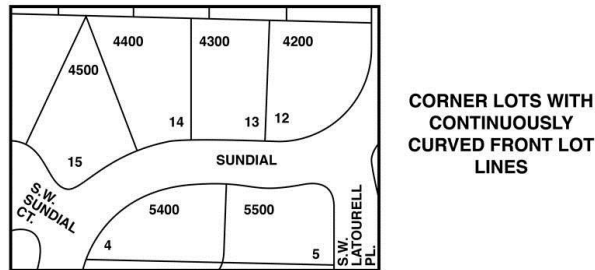 4400
4300
4200
4500
14
13
12
15
SUNDIAL
S.W.
SUNDIAL
CT.
5400
5500
4
5
S.W.
LATOURELL
PL.
CORNER LOTS WITH
CONTINUOUSLY
CURVED FRONT LOT
LINES